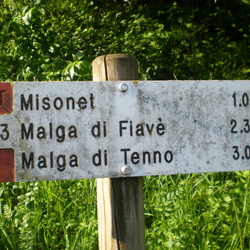 T Misonet 1.0
3 Malga di Fiavè 2.3
Malga di Tenno 3.0